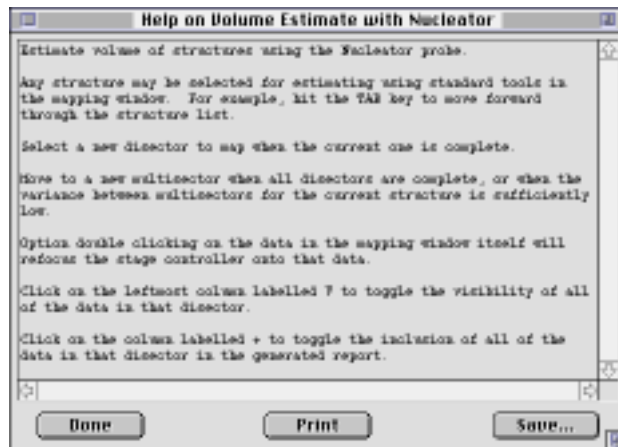 Help on Volume Estimate with Nucleator
Estimate volume of structures using the Nucleator probe.
Any structure may be selected for estimating using standard tools in
the mapping window. For example, hit the TAB key to move forward
through the structure list.
Select a new disector to map when the current one is complete.
Move to a new multisector when all disectors are complete, or when the
variance between multisectors for the current structure is sufficiently
low.
Option double clicking on the data in the mapping window itself will
refocus the stage controller onto that data.
Click on the leftmost column labelled V to toggle the visibility of all
of the data in that disector.
Click on the column labelled + to toggle the inclusion of all of the
data in that disector in the generated report.
Done
Print
Save...